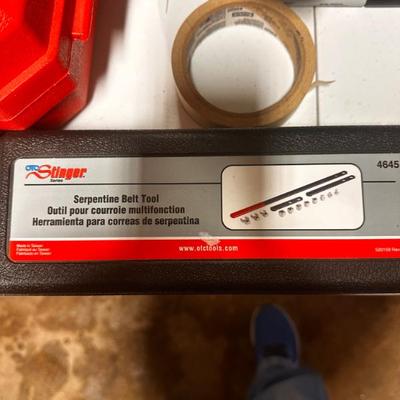 OTC Stinger
Series
4645
Serpentine Belt Tool
Outil pour courroie multifonction
Herramienta para correas de serpentina
Made in Taiwan
Fabriqué en Taiwan
Fabricado en Taiwan
www.otctools.com